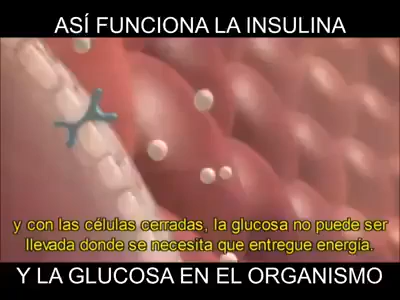 ASÍ FUNCIONA LA INSULINA
y con las células cerradas, la glucosa no puede ser
llevada donde se necesita que entregue energía.
Y LA GLUCOSA EN EL ORGANISMO